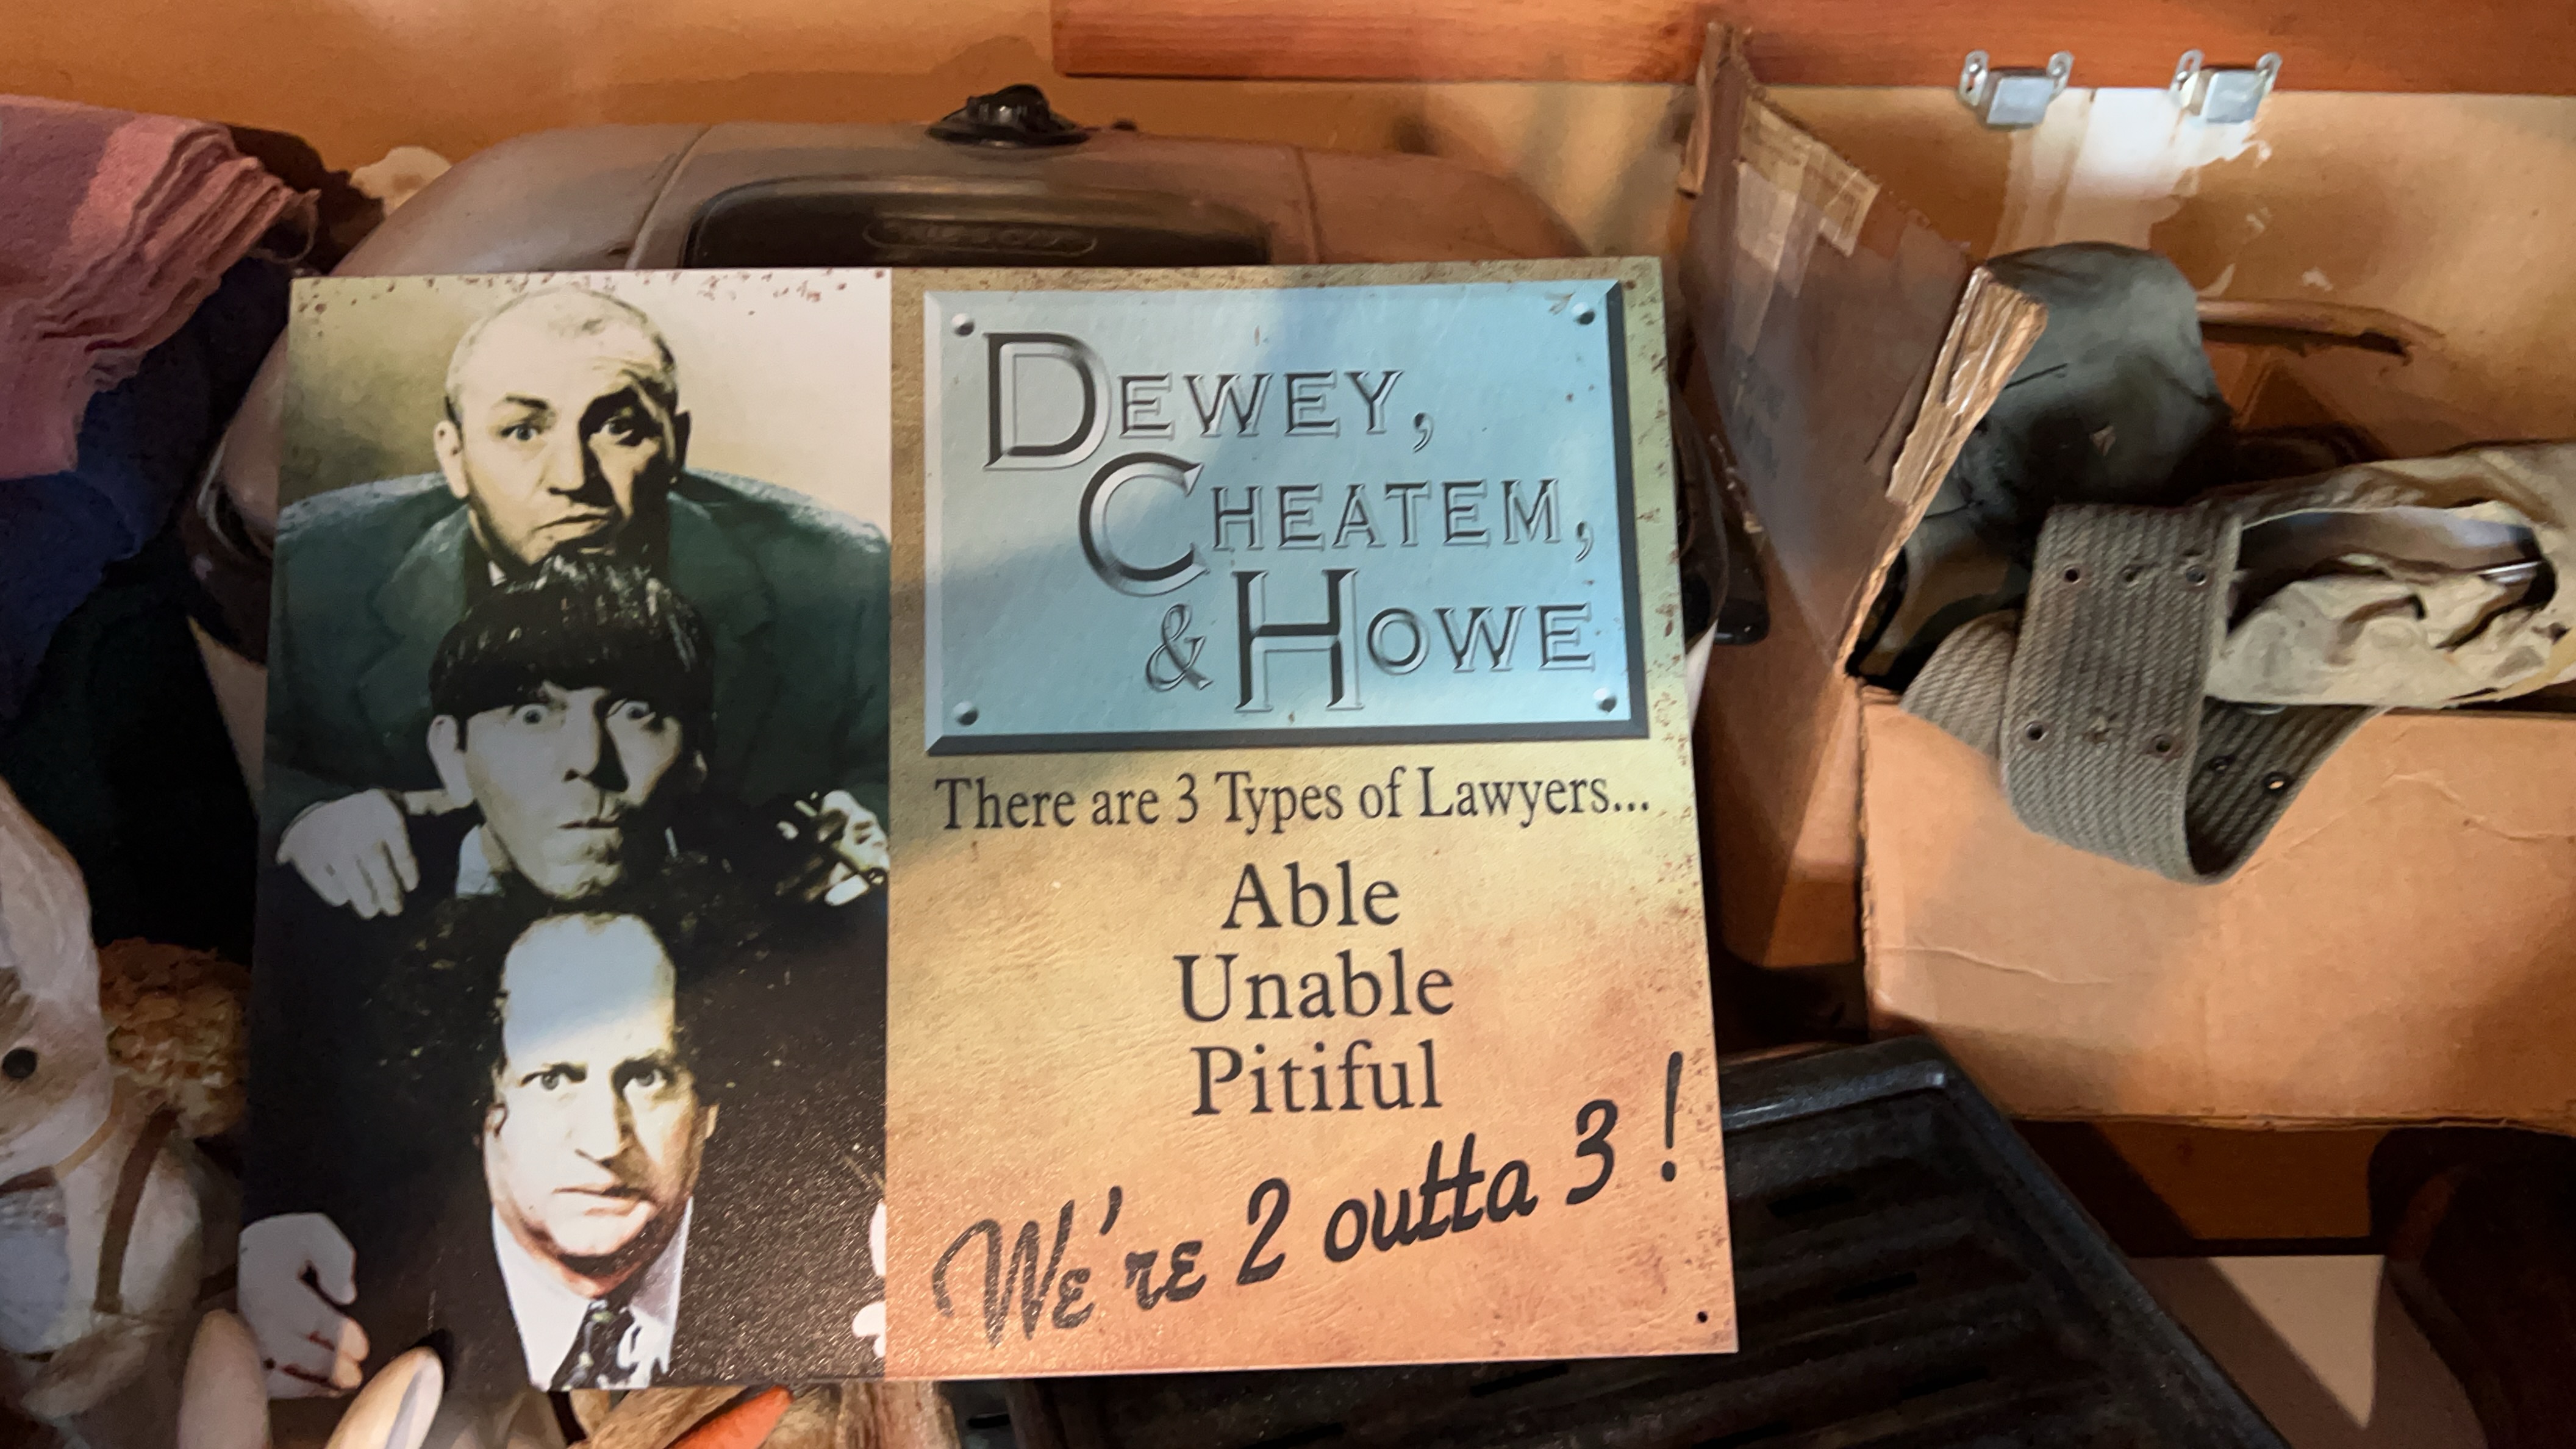 DEWEY,
CHEATEM,
& HOWE
There are 3 Types of Lawyers...
Able
Unable
Pitiful
We're 2 outta 3!